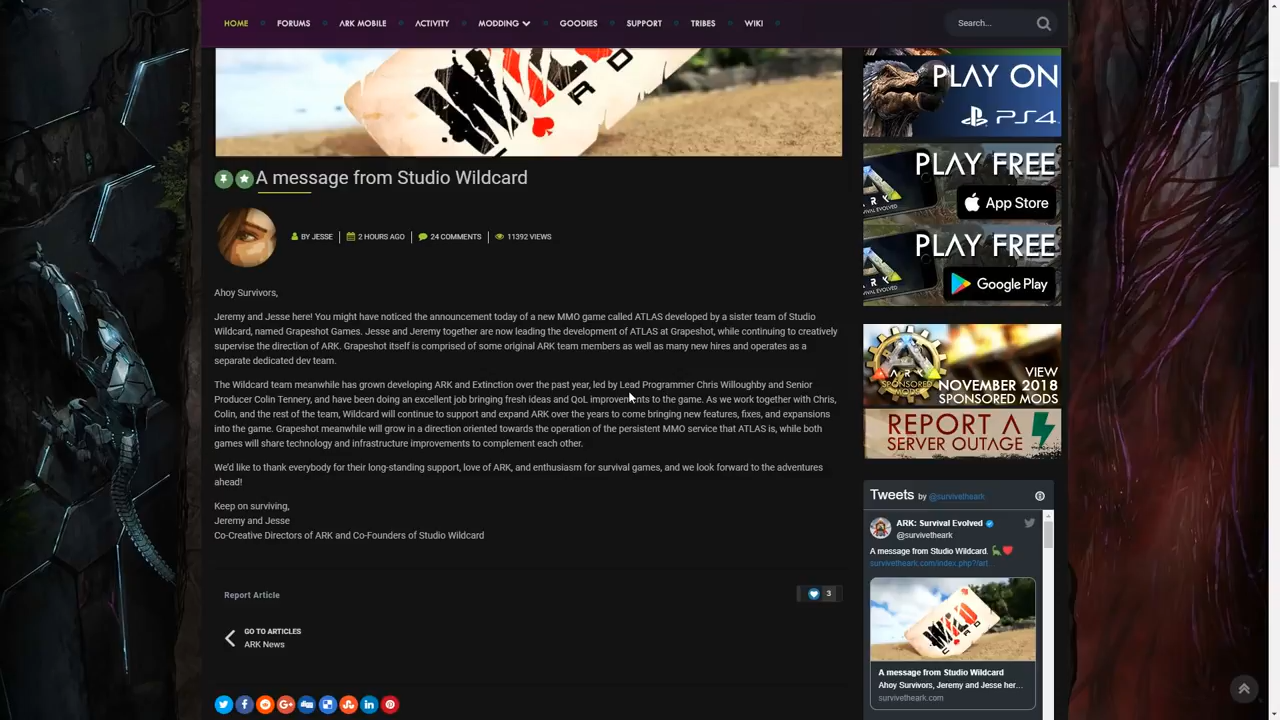 HOME
FORUMS
ARK MOBILE
ACTIVITY
MODDING
GOODIES
SUPPORT
TRIBES
WIKI
Search...
WILD
CARD
A message from Studio Wildcard
BY JESSE
2 HOURS AGO
24 COMMENTS
11392 VIEWS
Ahoy Survivors,
Jeremy and Jesse here! You might have noticed the announcement today of a new MMO game called ATLAS developed by a sister team of Studio
Wildcard, named Grapeshot Games. Jesse and Jeremy together are now leading the development of ATLAS at Grapeshot, while continuing to creatively
supervise the direction of ARK. Grapeshot itself is comprised of some original ARK team members as well as many new hires and operates as a
separate dedicated dev team.
The Wildcard team meanwhile has grown developing ARK and Extinction over the past year, led by Lead Programmer Chris Willoughby and Senior
Producer Colin Tennery, and have been doing an excellent job bringing fresh ideas and QoL improvements to the game. As we work together with Chris,
Colin, and the rest of the team, Wildcard will continue to support and expand ARK over the years to come bringing new features, fixes, and expansions
into the game. Grapeshot meanwhile will grow in a direction oriented towards the operation of the persistent MMO service that ATLAS is, while both
games will share technology and infrastructure improvements to complement each other.
We'd like to thank everybody for their long-standing support, love of ARK, and enthusiasm for survival games, and we look forward to the adventures
ahead!
Keep on surviving,
Jeremy and Jesse
Co-Creative Directors of ARK and Co-Founders of Studio Wildcard
Report Article
3
GO TO ARTICLES
ARK News
PLAY ON
PS4
PLAY FREE
App Store
PLAY FREE
Google Play
ARK
SPONSORED
MODS
VIEW
NOVEMBER 2018
SPONSORED MODS
REPORT A
SERVER OUTAGE
Tweets by @survivetheark
ARK: Survival Evolved
@survivetheark
A message from Studio Wildcard.
survivetheark.com/index.php?/art…
WILD
CARD
A message from Studio Wildcard
Ahoy Survivors, Jeremy and Jesse her...
survivetheark.com